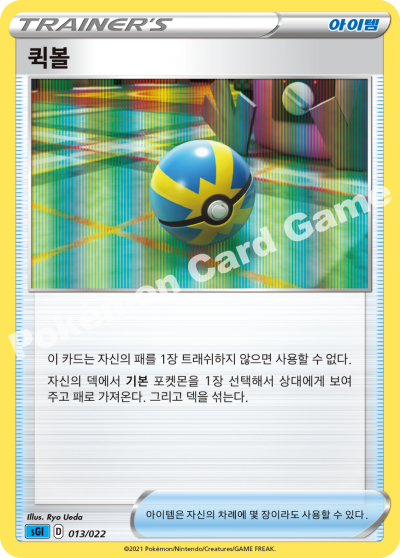 TRAINER'S
아이템
퀵볼
Pokémon Card Game
이 카드는 자신의 패를 1장 트래쉬하지 않으면 사용할 수 없다.
자신의 덱에서 기본 포켓몬을 1장 선택해서 상대에게 보여
주고 패로 가져온다. 그리고 덱을 섞는다.
Illus. Ryo Ueda
sGI D 013/022
아이템은 자신의 차례에 몇 장이라도 사용할 수 있다.
©2021 Pokémon/Nintendo/Creatures/GAME FREAK.